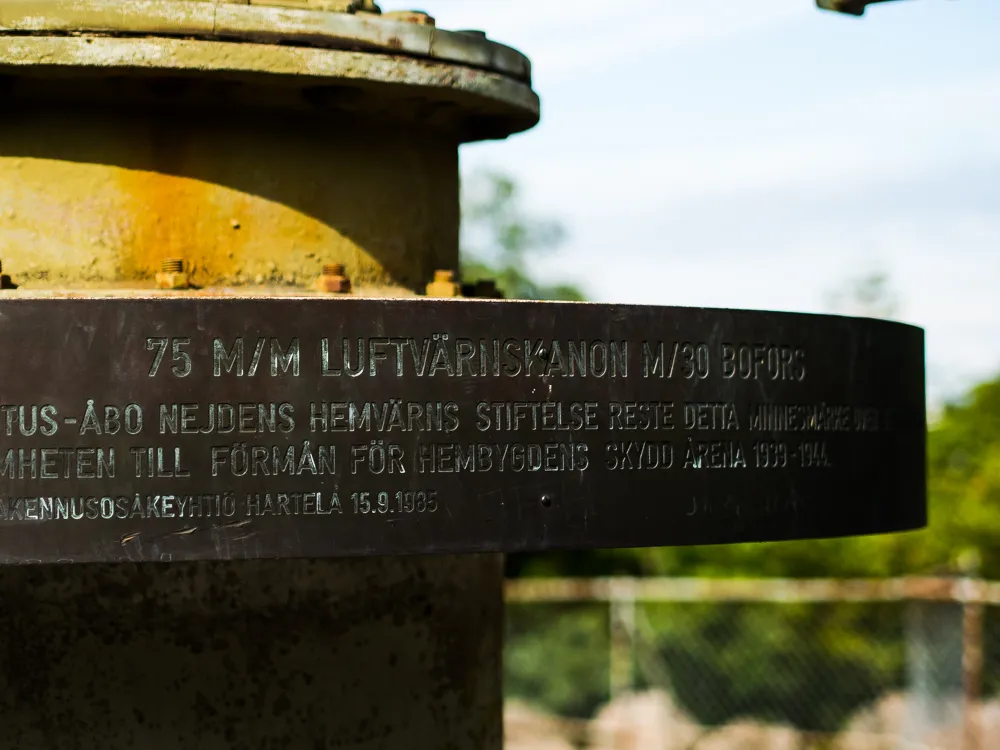 75 M/M LUFTVÄRNSKANON M/30 BOFORS
TUS-ÅBO NEJDENS HEMVÄRNS STIFTELSE RESTE DETTA MINNESMÄRKE
MHETEN TILL FÖRMÅN FÖR HEMBYGDENS SKYDD ÅRENA 1939-1944.
AKENNUSOSAKEYHTIÖ HARTELA 15.9.1985